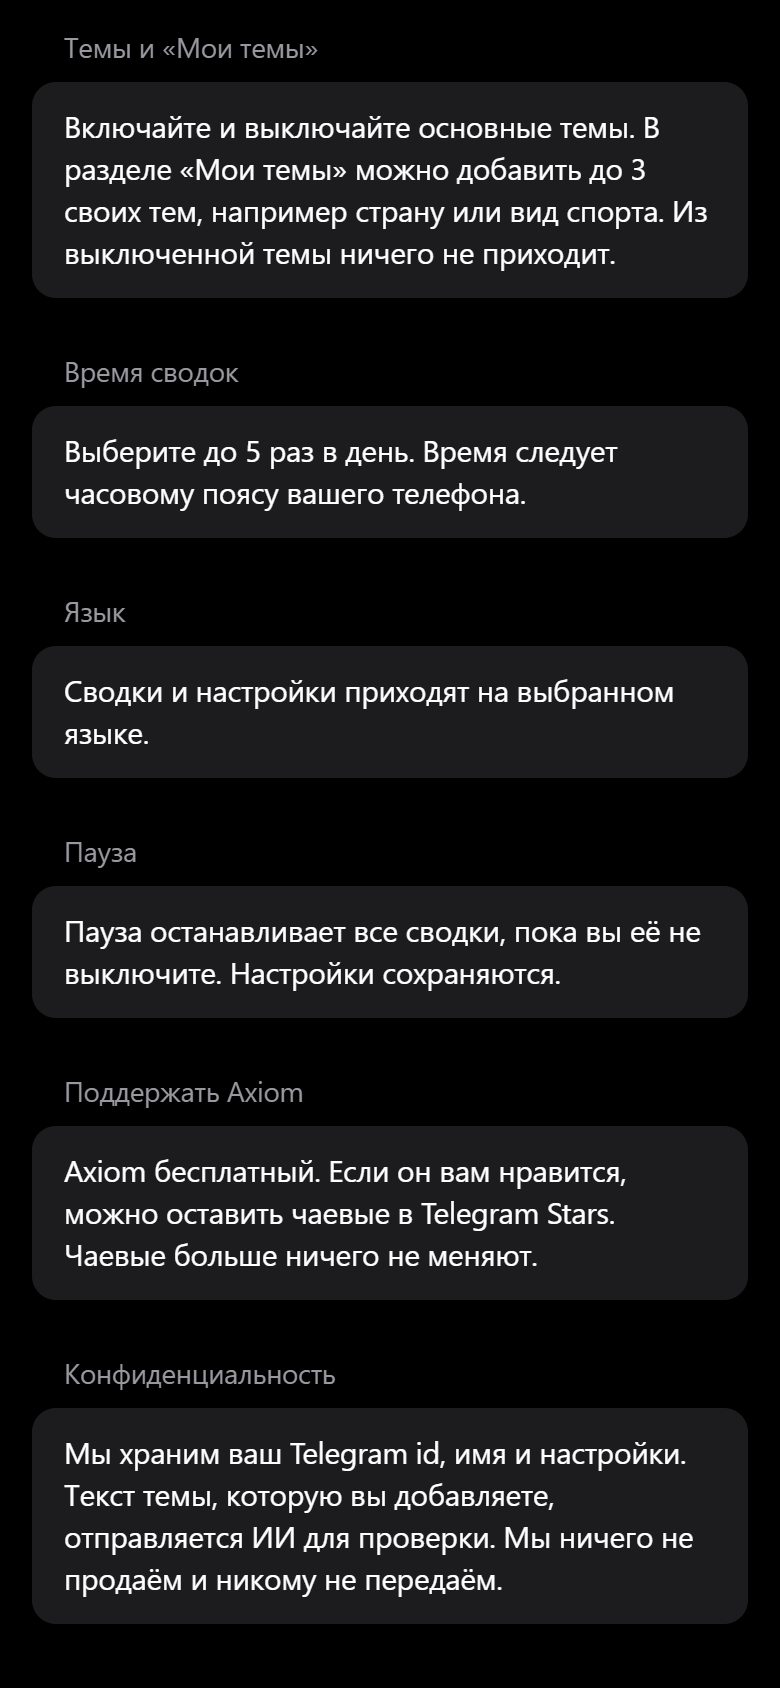 Темы и «Мои темы»
Включайте и выключайте основные темы. В
разделе «Мои темы» можно добавить до 3
своих тем, например страну или вид спорта. Из
выключенной темы ничего не приходит.
Время сводок
Выберите до 5 раз в день. Время следует
часовому поясу вашего телефона.
Язык
Сводки и настройки приходят на выбранном
языке.
Пауза
Пауза останавливает все сводки, пока вы её не
выключите. Настройки сохраняются.
Поддержать Axiom
Axiom бесплатный. Если он вам нравится,
можно оставить чаевые в Telegram Stars.
Чаевые больше ничего не меняют.
Конфиденциальность
Мы храним ваш Telegram id, имя и настройки.
Текст темы, которую вы добавляете,
отправляется ИИ для проверки. Мы ничего не
продаём и никому не передаём.